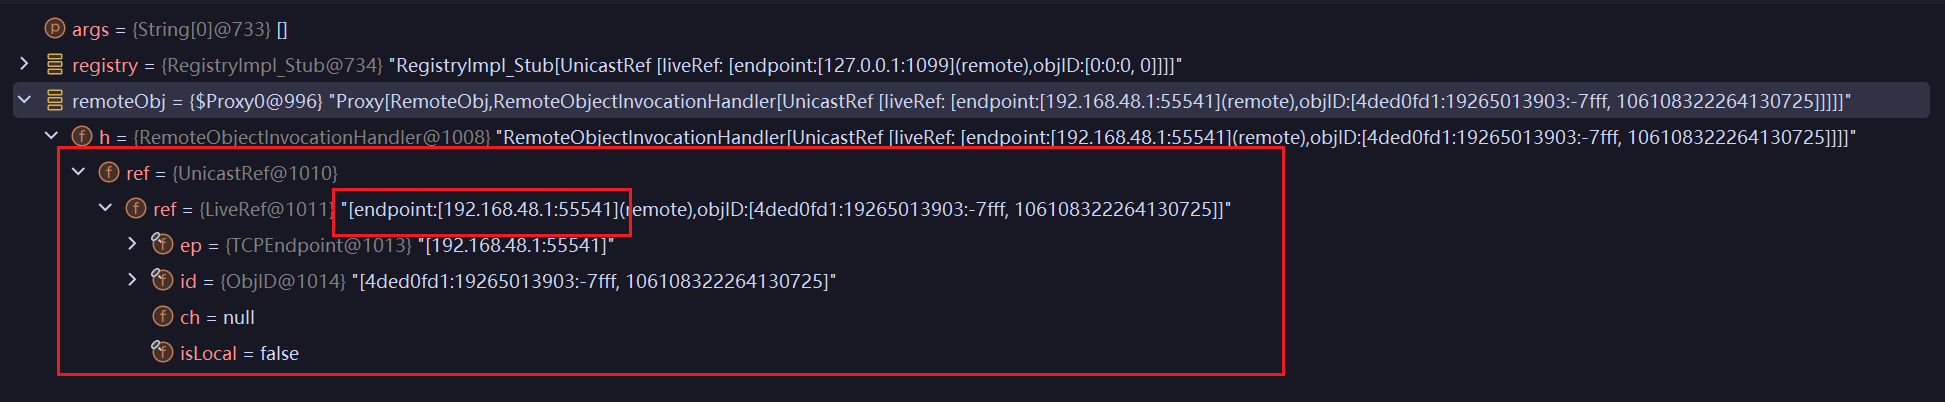 p args = {String[0]@733} []
registry = {RegistryImpl_Stub@734} "RegistryImpl_Stub[UnicastRef [liveRef: [endpoint:[127.0.0.1:1099](remote),objID:[0:0:0, 0]]]]"
remoteObj = {$Proxy0@996} "Proxy[RemoteObj,RemoteObjectInvocationHandler[UnicastRef [liveRef: [endpoint:[192.168.48.1:55541](remote),objID:[4ded0fd1:19265013903:-7fff, 106108322264130725]]]]]"
f h = {RemoteObjectInvocationHandler@1008} "RemoteObjectInvocationHandler[UnicastRef [liveRef: [endpoint:[192.168.48.1:55541](remote),objID:[4ded0fd1:19265013903:-7fff, 106108322264130725]]]]"
f ref = {UnicastRef@1010}
f ref = {LiveRef@1011} "[endpoint:[192.168.48.1:55541](remote),objID:[4ded0fd1:19265013903:-7fff, 106108322264130725]]"
f ep = {TCPEndpoint@1013} "[192.168.48.1:55541]"
f id = {ObjID@1014} "[4ded0fd1:19265013903:-7fff, 106108322264130725]"
f ch = null
f isLocal = false